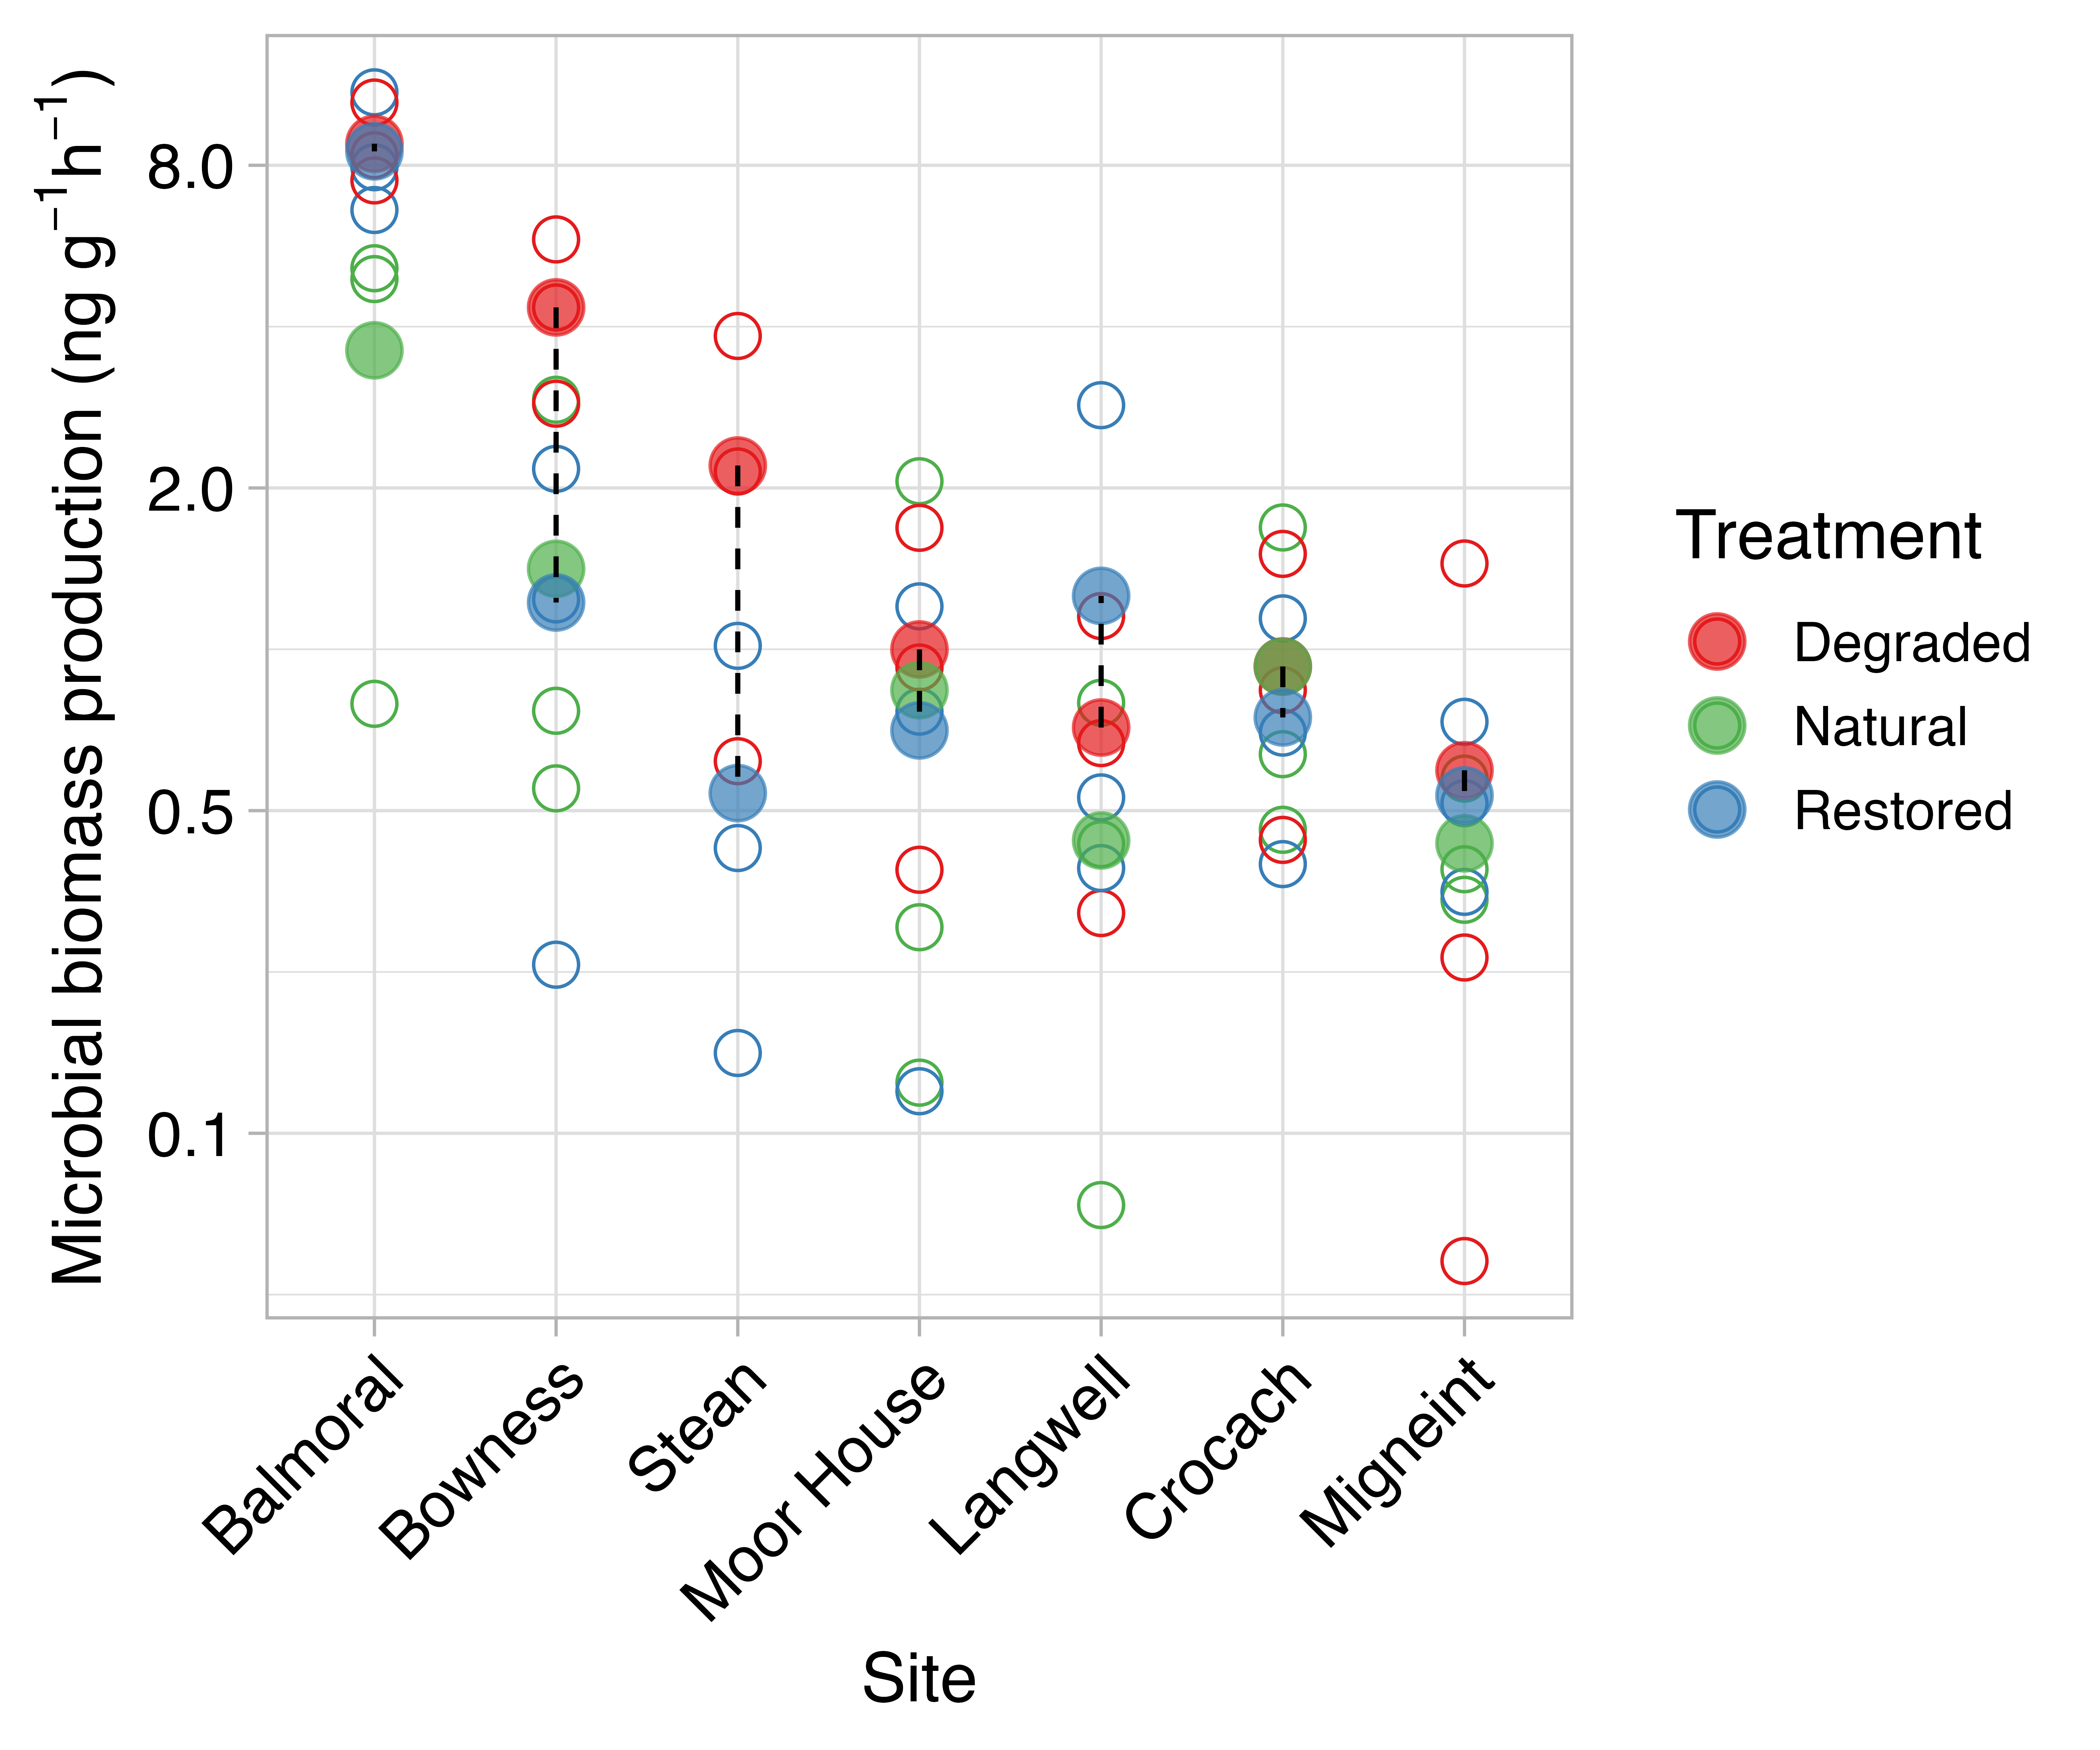 Microbial biomass production (ng g⁻¹h⁻¹)
8.0
2.0
0.5
0.1
Balmoral
Bowness
Stean
Moor House
Langwell
Crocach
Migneint
Site
Treatment
Degraded
Natural
Restored